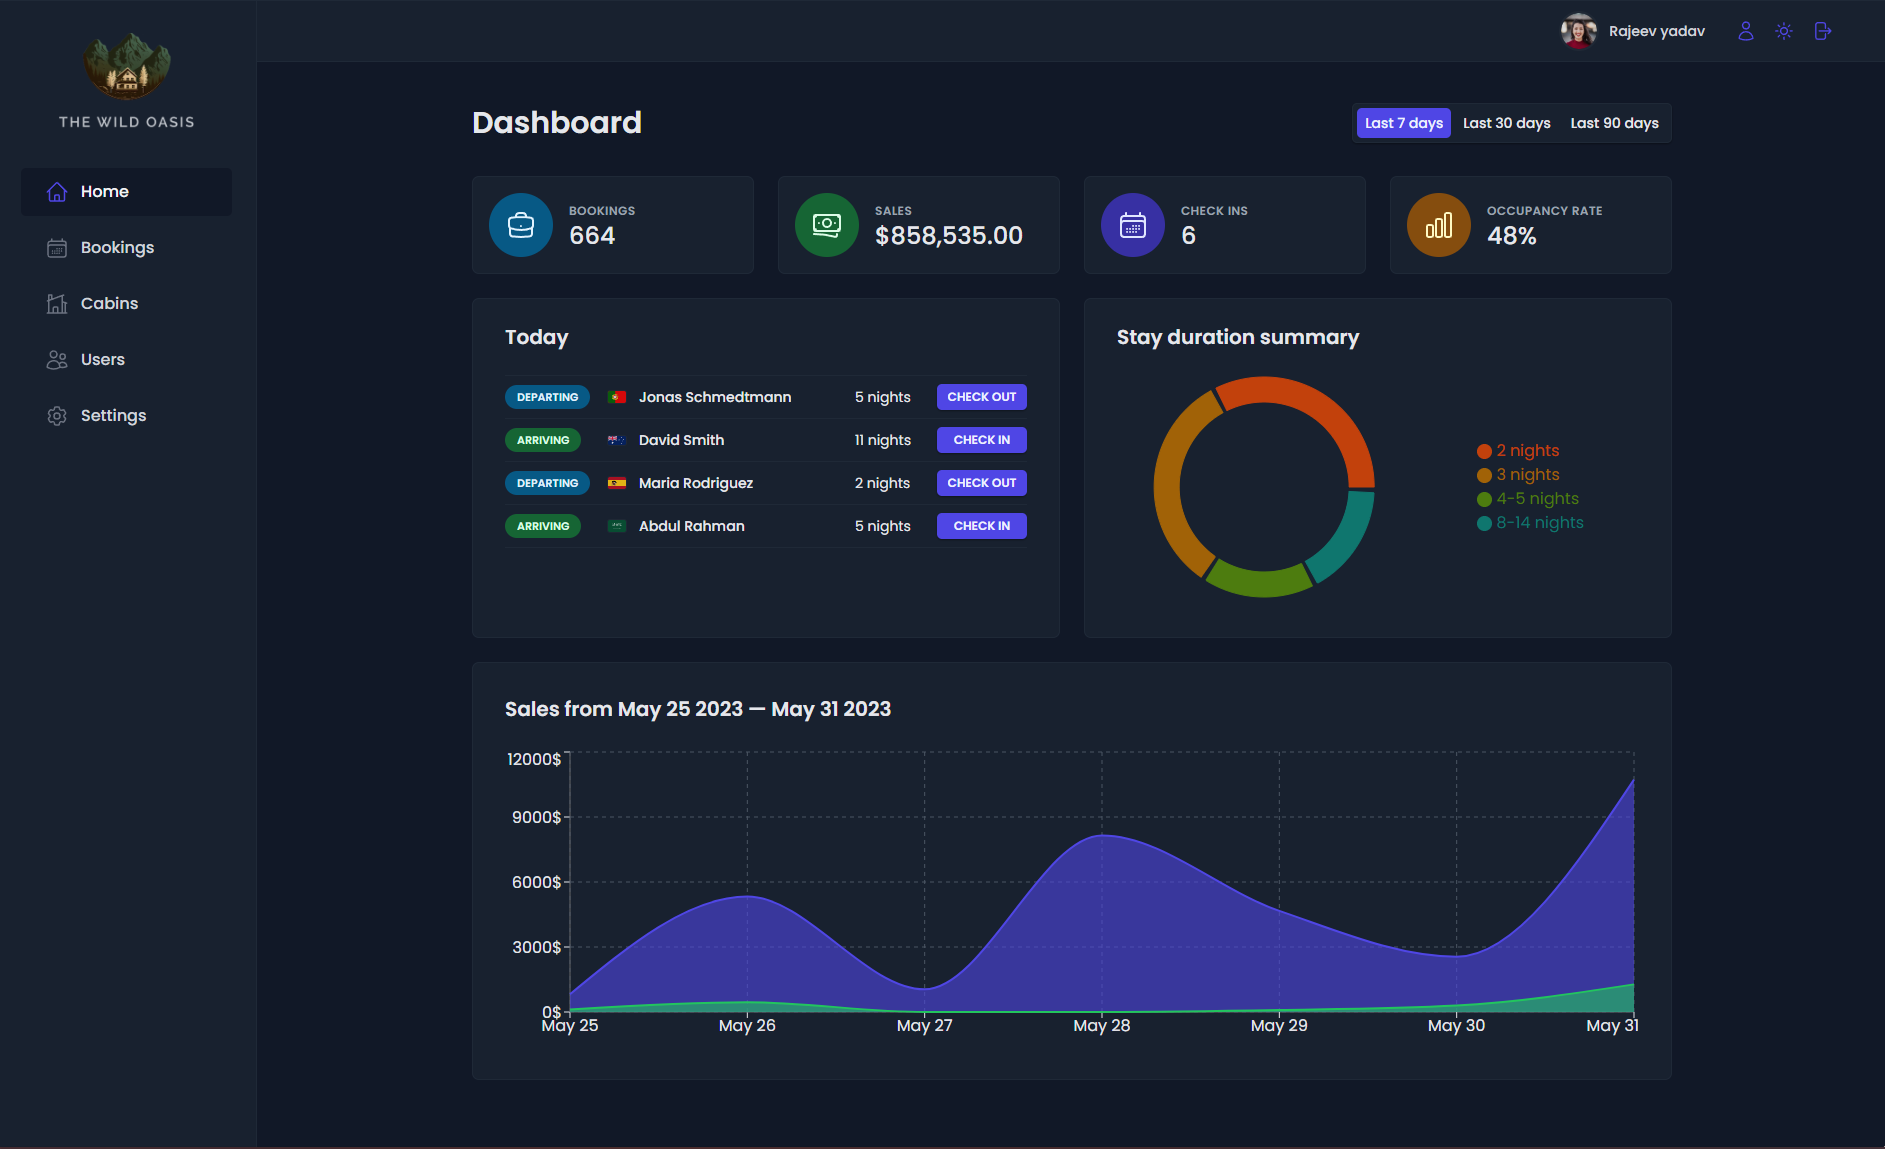 Rajeev yadav
THE WILD OASIS
Home
Bookings
Cabins
Users
Settings
Dashboard
Last 7 days Last 30 days Last 90 days
BOOKINGS
664
SALES
$858,535.00
CHECK INS
6
OCCUPANCY RATE
48%
Today
DEPARTING Jonas Schmedtmann 5 nights CHECK OUT
ARRIVING David Smith 11 nights CHECK IN
DEPARTING Maria Rodriguez 2 nights CHECK OUT
ARRIVING Abdul Rahman 5 nights CHECK IN
Stay duration summary
2 nights
3 nights
4-5 nights
8-14 nights
Sales from May 25 2023 — May 31 2023
12000$
9000$
6000$
3000$
0$
May 25 May 26 May 27 May 28 May 29 May 30 May 31